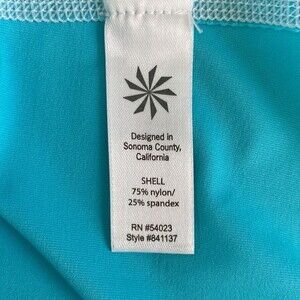 Designed in
Sonoma County,
California
SHELL
75% nylon/
25% spandex
RN #54023
Style #841137